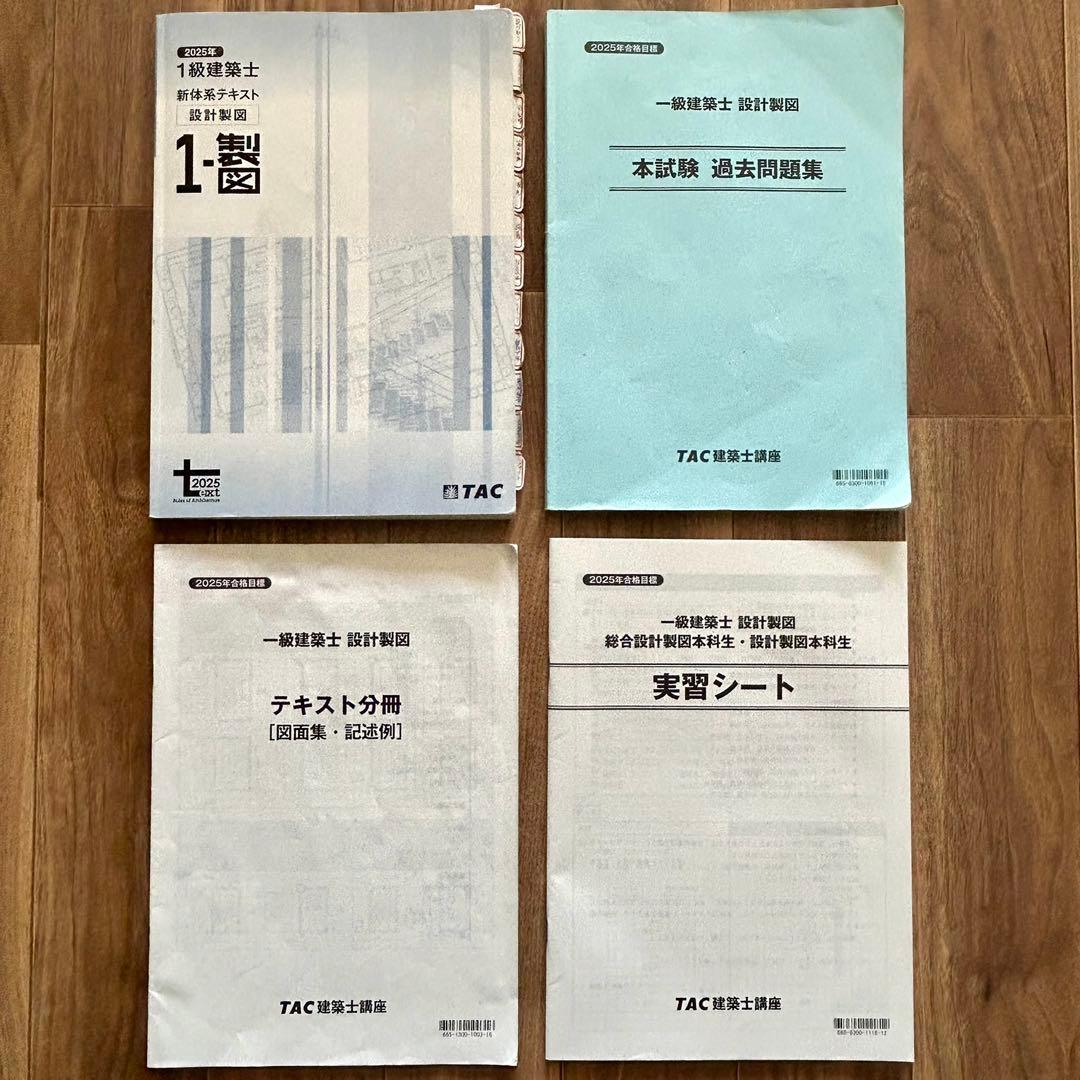 2025年
1級建築士
新体系テキスト
設計製図
1-製図
2025
text
TAC
2025年合格目標
一級建築士 設計製図
本試験 過去問題集
TAC建築士講座
2025年合格目標
一級建築士 設計製図
テキスト分冊
[図面集・記述例]
TAC建築士講座
2025年合格目標
一級建築士 設計製図
総合設計製図本科生・設計製図本科生
実習シート
TAC建築士講座